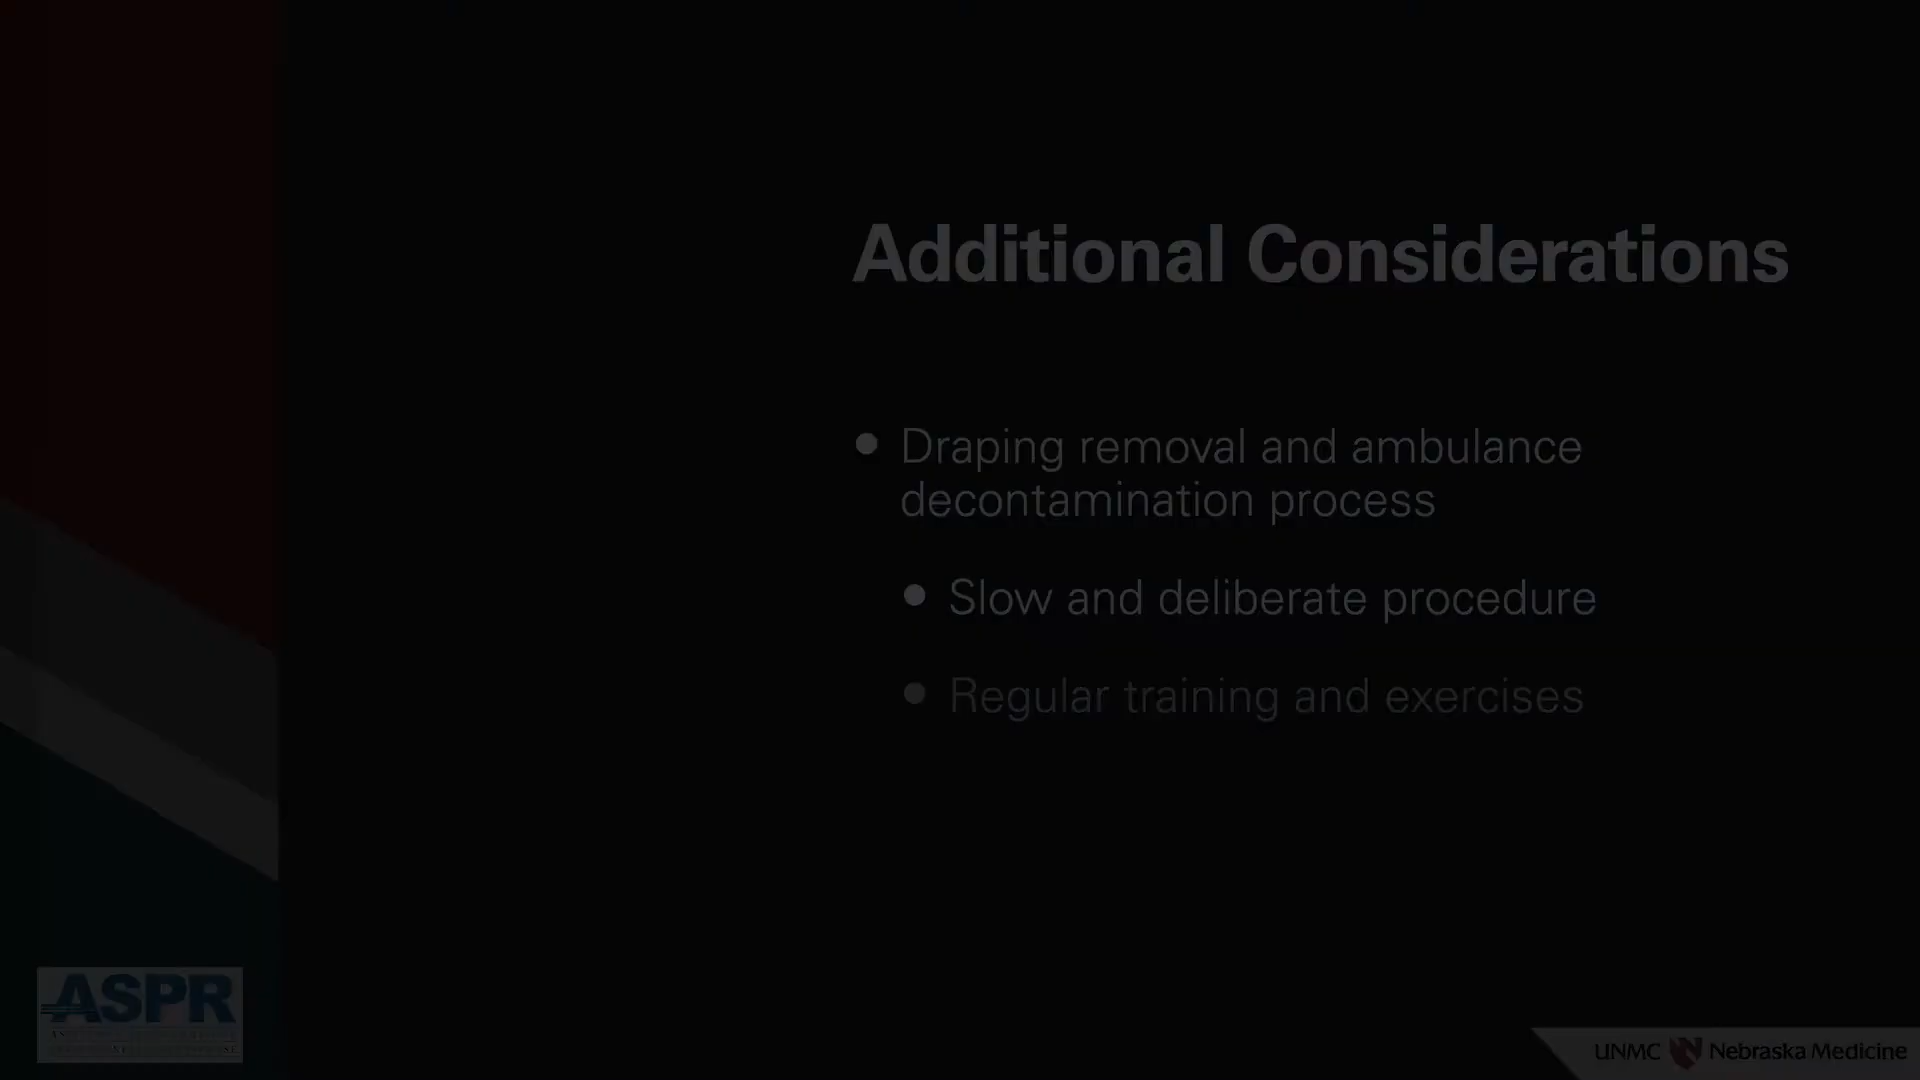 Additional Considerations
Draping removal and ambulance
decontamination process
Slow and deliberate procedure
Regular training and exercises
ASPR
UNMC Nebraska Medicine